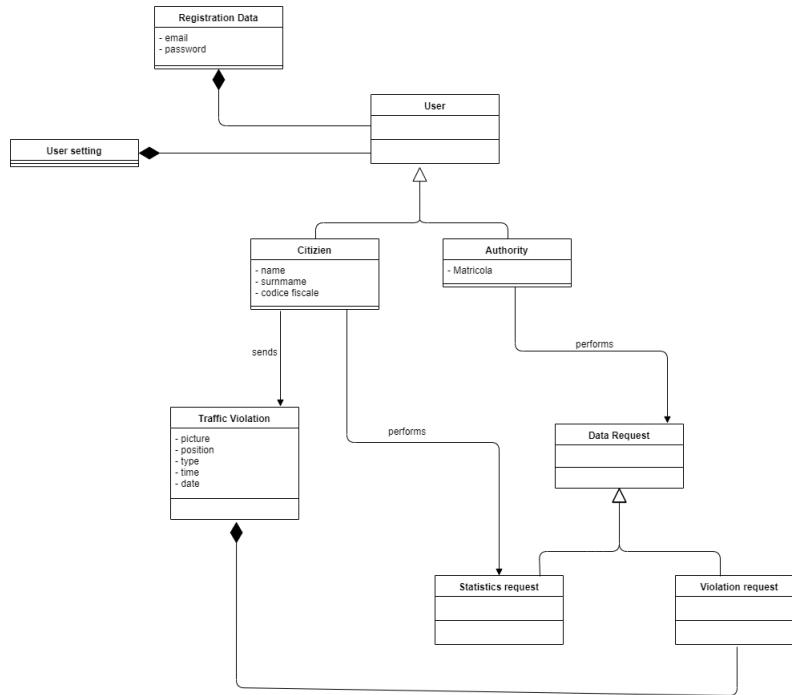 Registration Data
- email
- password
User
User setting
Citizien
- name
- surnmame
- codice fiscale
Authority
- Matricola
sends
performs
Traffic Violation
- picture
- position
- type
- time
- date
performs
Data Request
Statistics request
Violation request